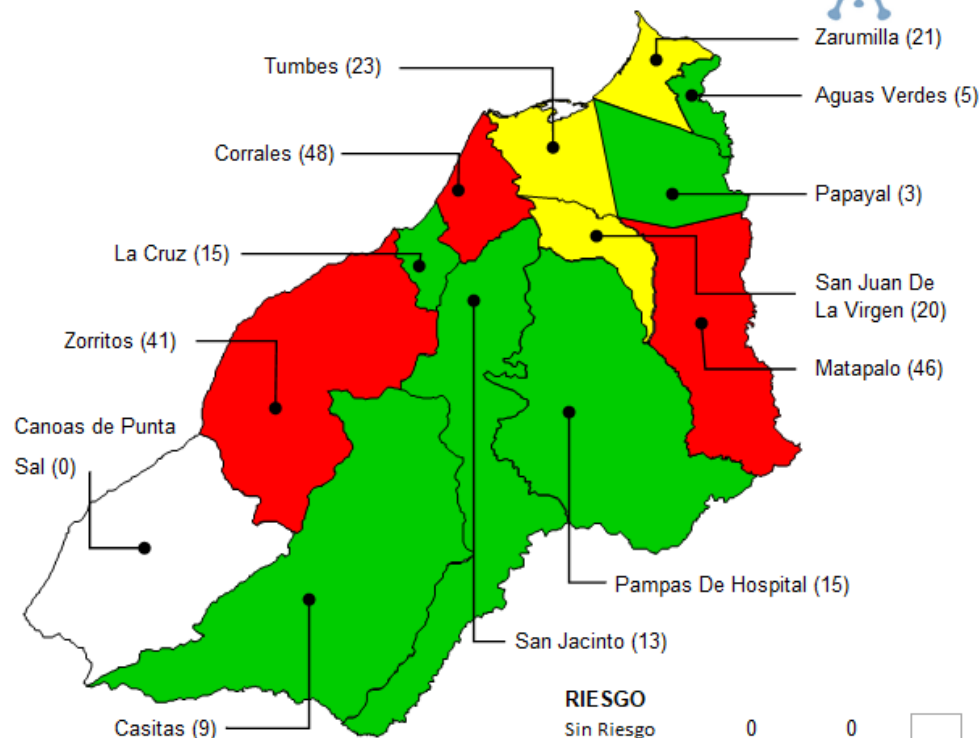 Zarumilla (21)
Tumbes (23)
Aguas Verdes (5)
Corrales (48)
Papayal (3)
La Cruz (15)
San Juan De
La Virgen (20)
Zorritos (41)
Matapalo (46)
Canoas de Punta
Sal (0)
Pampas De Hospital (15)
San Jacinto (13)
Casitas (9)
RIESGO
Sin Riesgo 0 0